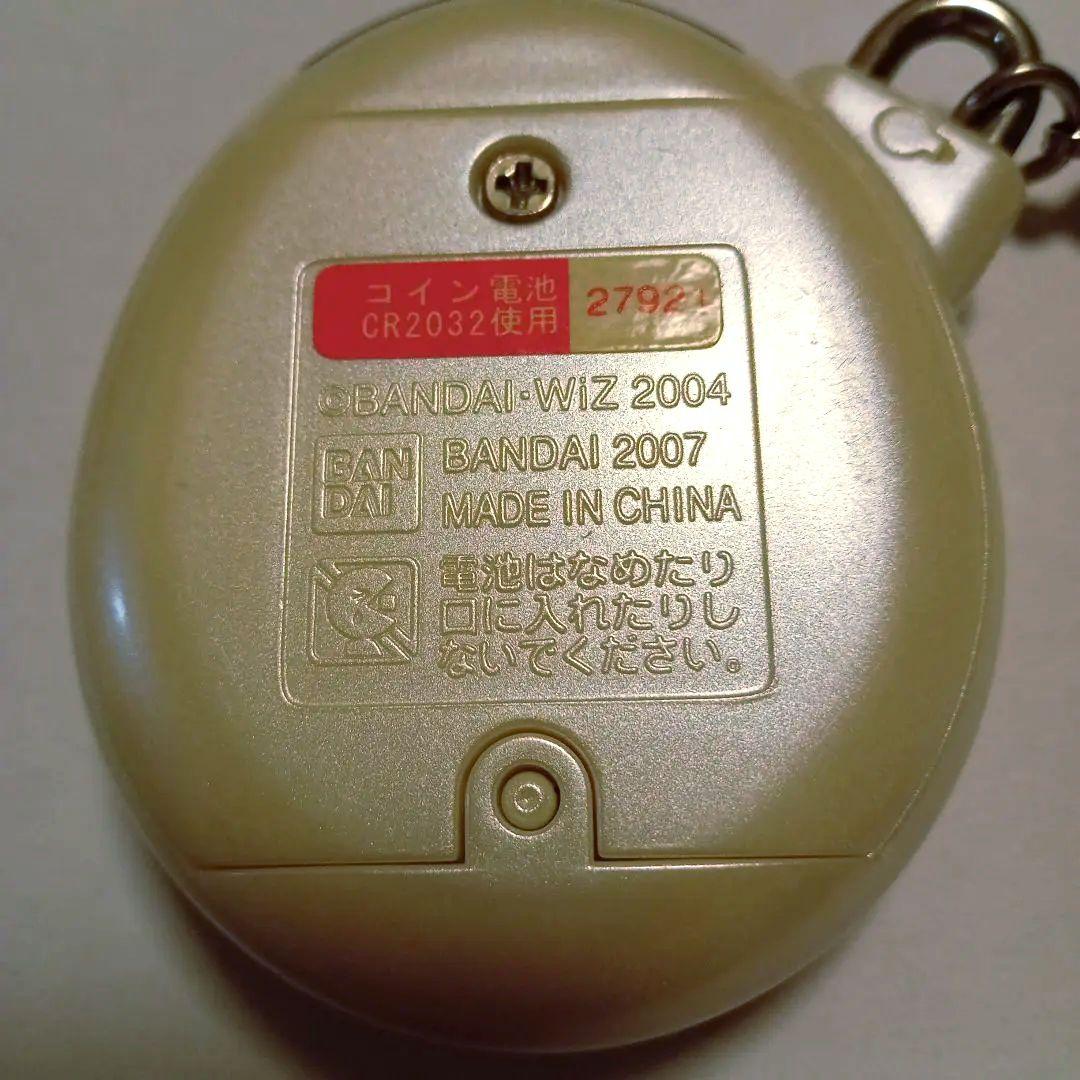 コイン電池
CR2032使用
2792
©BANDAI・WiZ 2004
BAN
DAI
BANDAI 2007
MADE IN CHINA
電池はなめたり
口に入れたりし
ないでください。